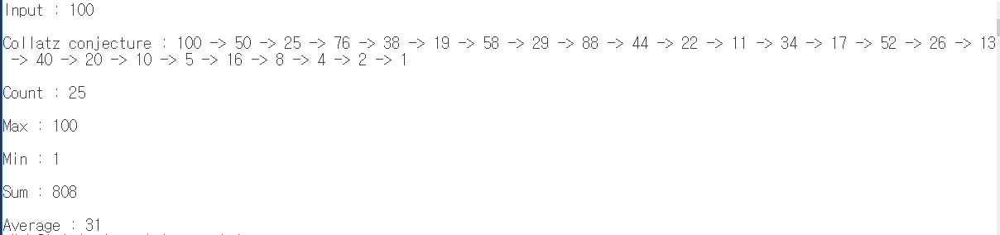 Input : 100
Collatz conjecture : 100 -> 50 -> 25 -> 76 -> 38 -> 19 -> 58 -> 29 -> 88 -> 44 -> 22 -> 11 -> 34 -> 17 -> 52 -> 26 -> 13
-> 40 -> 20 -> 10 -> 5 -> 16 -> 8 -> 4 -> 2 -> 1
Count : 25
Max : 100
Min : 1
Sum : 808
Average : 31